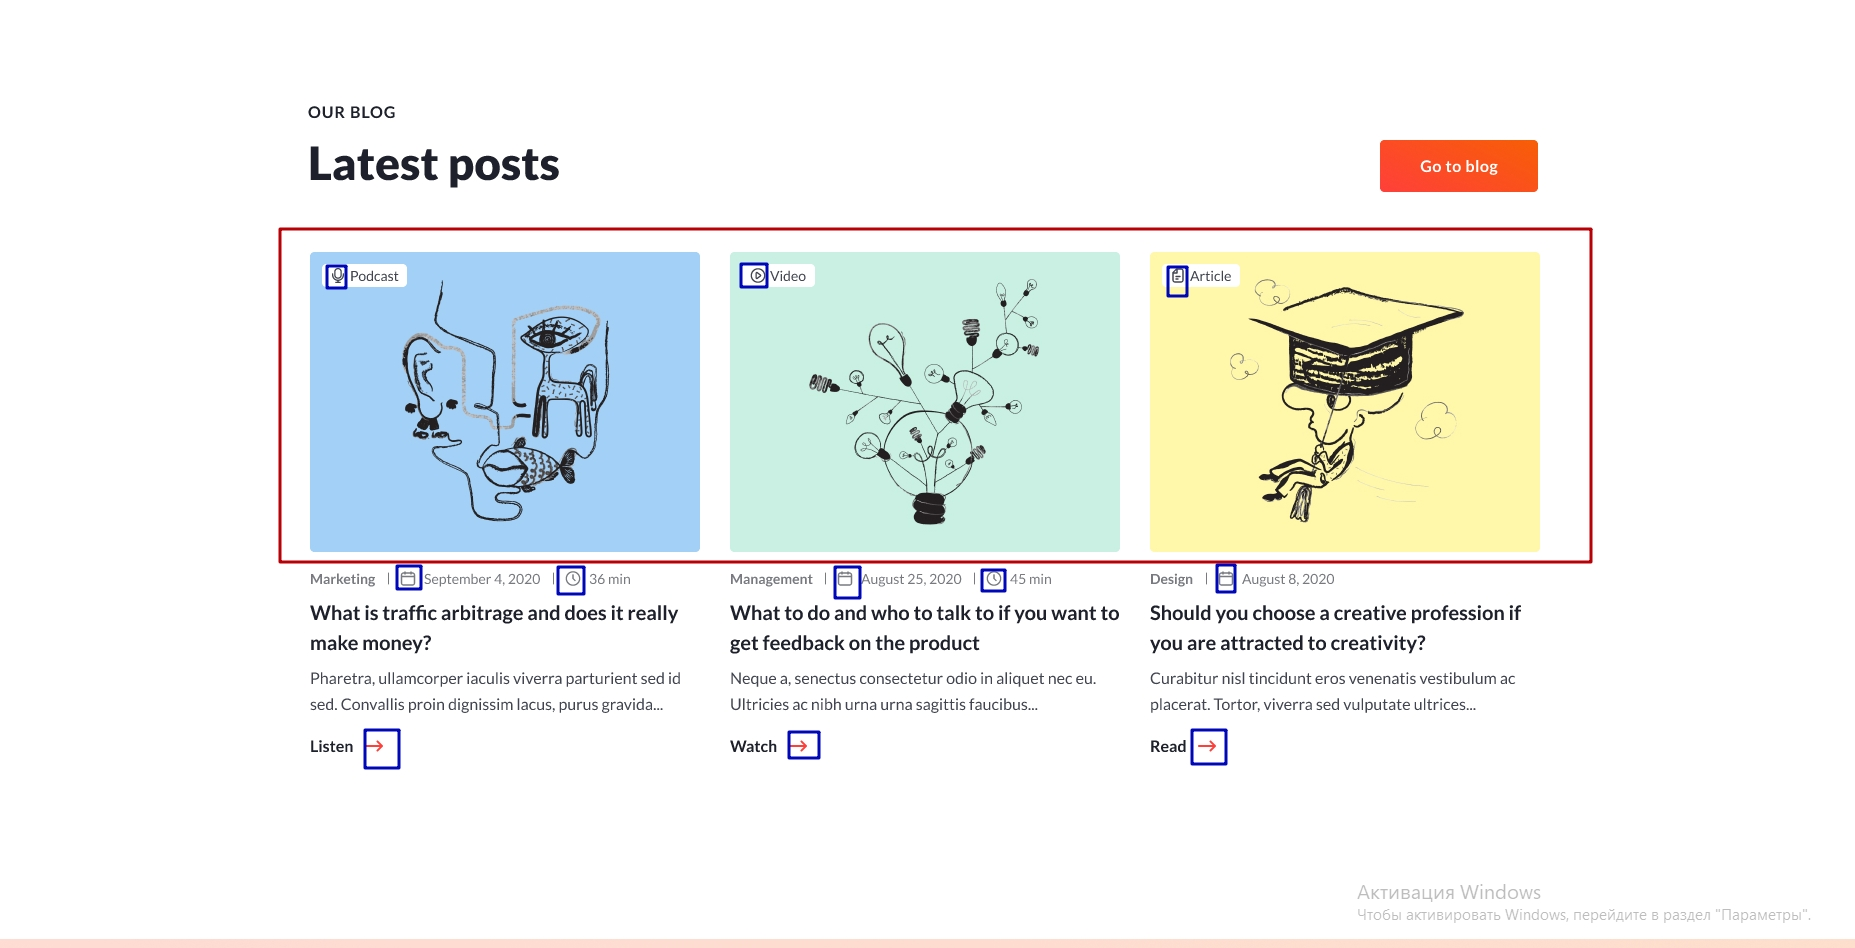 OUR BLOG
Latest posts
Go to blog
Podcast
Video
Article
Marketing | September 4, 2020 | 36 min
What is traffic arbitrage and does it really
make money?
Pharetra, ullamcorper iaculis viverra parturient sed id
sed. Convallis proin dignissim lacus, purus gravida...
Listen
Management | August 25, 2020 | 45 min
What to do and who to talk to if you want to
get feedback on the product
Neque a, senectus consectetur odio in aliquet nec eu.
Ultricies ac nibh urna urna sagittis faucibus...
Watch
Design | August 8, 2020
Should you choose a creative profession if
you are attracted to creativity?
Curabitur nisl tincidunt eros venenatis vestibulum ac
placerat. Tortor, viverra sed vulputate ultrices...
Read
Активация Windows
Чтобы активировать Windows, перейдите в раздел "Параметры".